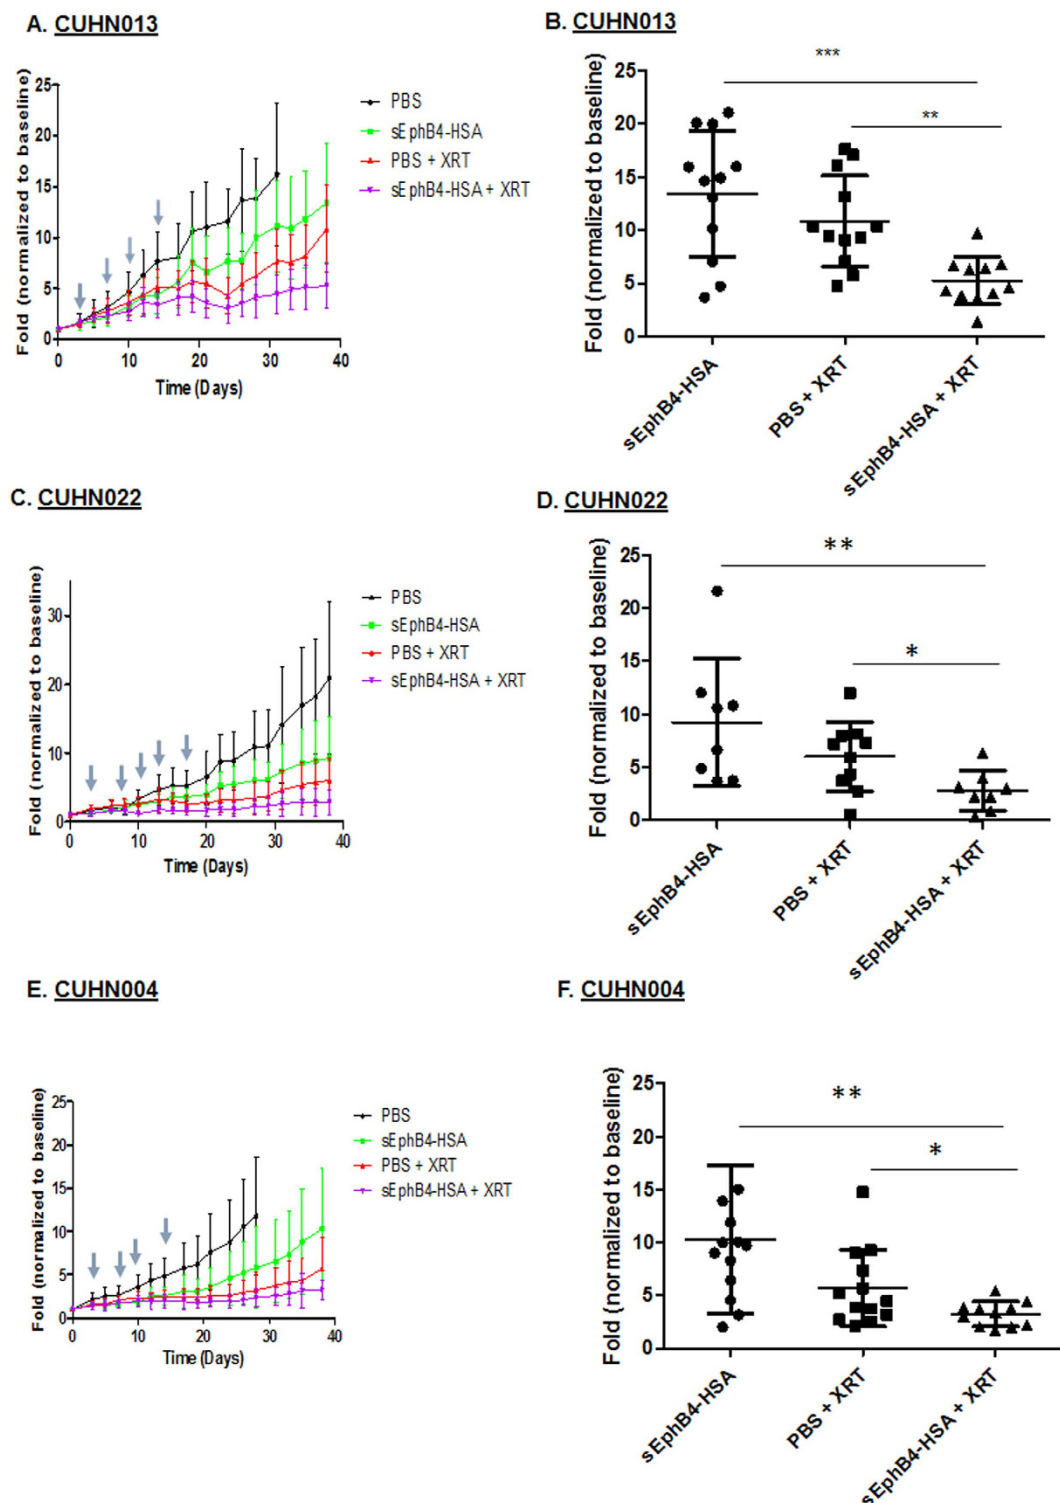 A. CUHN013
Fold (normalized to baseline)
25
20
15
10
5
0
0 10 20 30 40
Time (Days)
PBS
sEphB4-HSA
PBS + XRT
sEphB4-HSA + XRT
B. CUHN013
Fold (normalized to baseline)
25
20
15
10
5
0
***
**
sEphB4-HSA
PBS + XRT
sEphB4-HSA + XRT
C. CUHN022
Fold (normalized to baseline)
30
20
10
0
0 10 20 30 40
Time (Days)
PBS
sEphB4-HSA
PBS + XRT
sEphB4-HSA + XRT
D. CUHN022
Fold (normalized to baseline)
25
20
15
10
5
0
**
*
sEphB4-HSA
PBS + XRT
sEphB4-HSA + XRT
E. CUHN004
Fold (normalized to baseline)
25
20
15
10
5
0
0 10 20 30 40
Time (Days)
PBS
sEphB4-HSA
PBS + XRT
sEphB4-HSA + XRT
F. CUHN004
Fold (normalized to baseline)
25
20
15
10
5
0
**
*
sEphB4-HSA
PBS + XRT
sEphB4-HSA + XRT